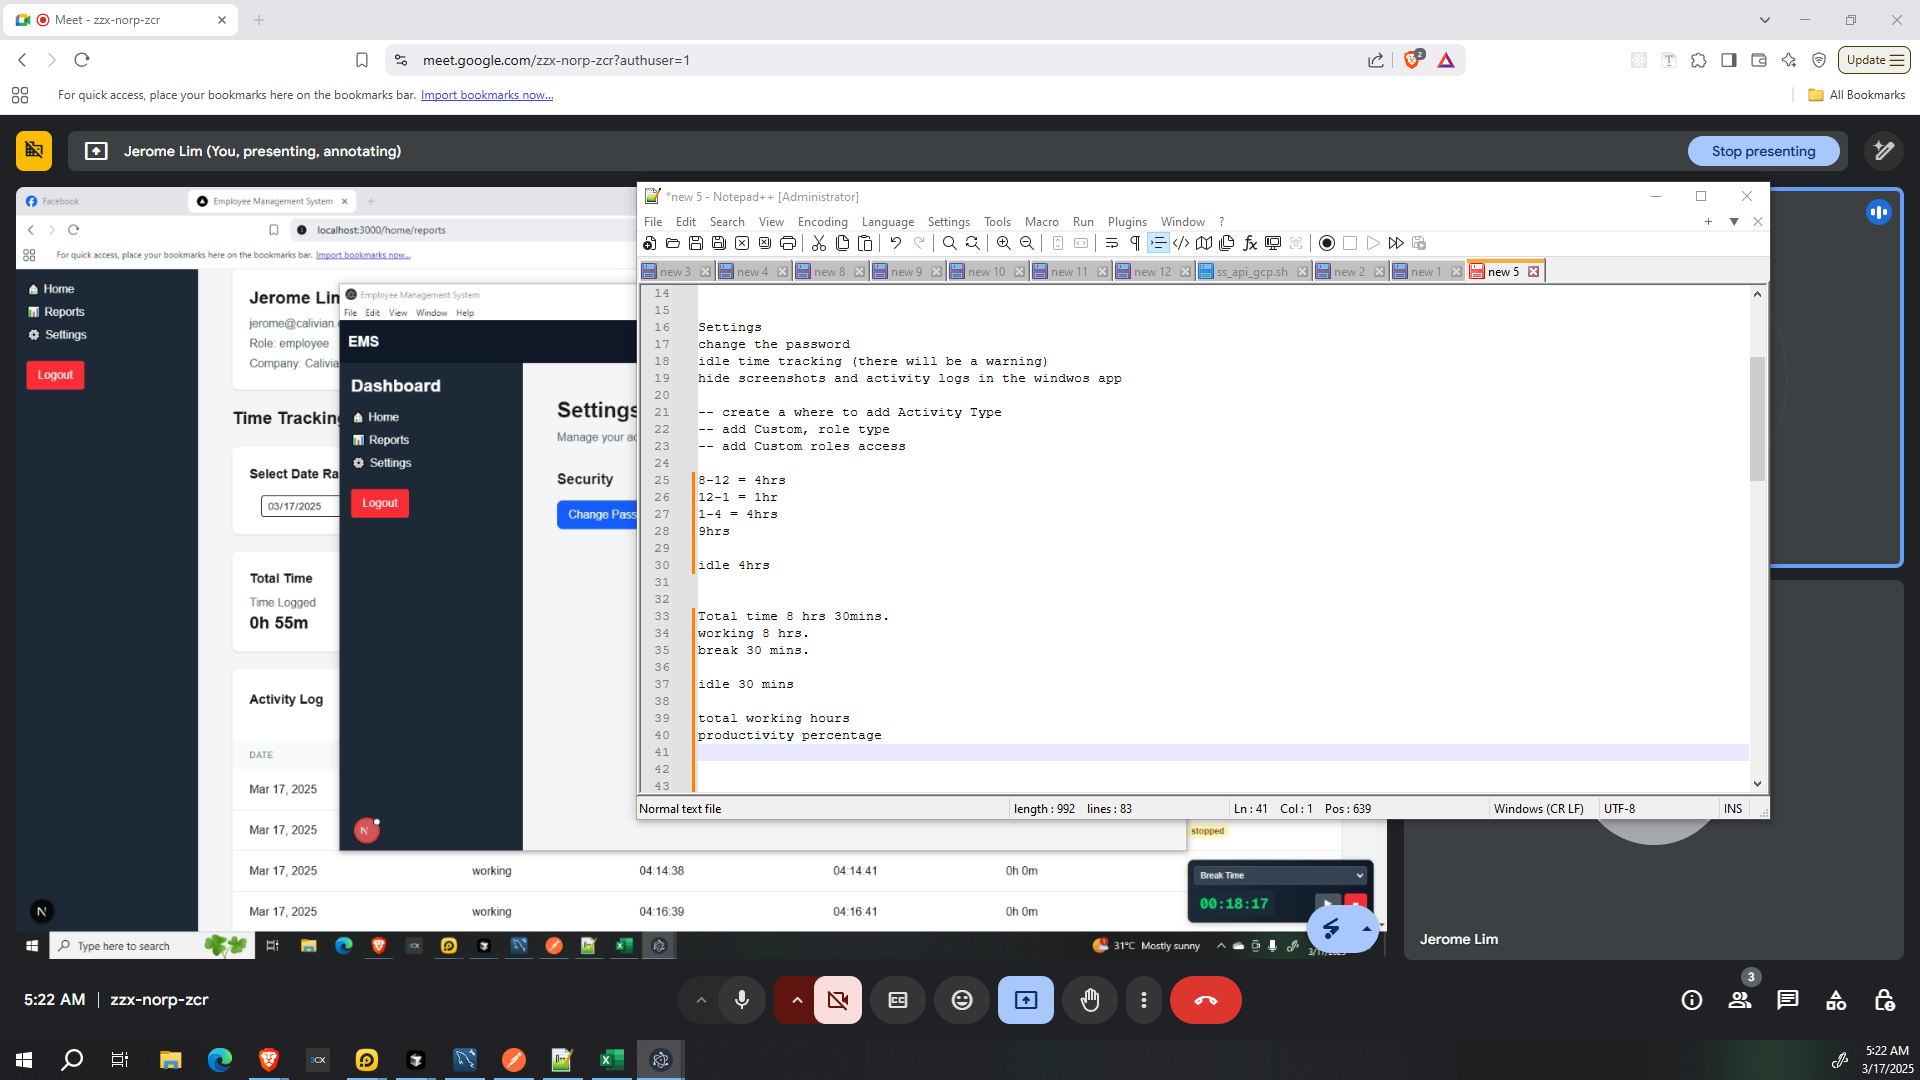 Meet - zzx-norp-zcr
meet.google.com/zzx-norp-zcr?authuser=1
2
Update
For quick access, place your bookmarks here on the bookmarks bar. Import bookmarks now...
All Bookmarks
Jerome Lim (You, presenting, annotating)
Stop presenting
Facebook
Employee Management System
localhost:3000/home/reports
For quick access, place your bookmarks here on the bookmarks bar. Import bookmarks now...
Home
Reports
Settings
Logout
Jerome Lim
jerome@calivian.
Role: employee
Company: Calivia
Time Tracking
Select Date Ra
03/17/2025
Total Time
Time Logged
0h 55m
Activity Log
DATE
Mar 17, 2025
Mar 17, 2025
Mar 17, 2025 working 04:14:38 04:14:41 0h 0m
Mar 17, 2025 working 04:16:39 04:16:41 0h 0m
stopped
Break Time
00:18:17
N
Employee Management System
File Edit View Window Help
EMS
Dashboard
Home
Reports
Settings
Logout
Settings
Manage your ac
Security
Change Pass
N
*new 5 - Notepad++ [Administrator]
File Edit Search View Encoding Language Settings Tools Macro Run Plugins Window ?
new 3 new 4 new 8 new 9 new 10 new 11 new 12 ss_api_gcp.sh new 2 new 1 new 5
14
15
16 Settings
17 change the password
18 idle time tracking (there will be a warning)
19 hide screenshots and activity logs in the windwos app
20
21 -- create a where to add Activity Type
22 -- add Custom, role type
23 -- add Custom roles access
24
25 8-12 = 4hrs
26 12-1 = 1hr
27 1-4 = 4hrs
28 9hrs
29
30 idle 4hrs
31
32
33 Total time 8 hrs 30mins.
34 working 8 hrs.
35 break 30 mins.
36
37 idle 30 mins
38
39 total working hours
40 productivity percentage
41
42
43
Normal text file length : 992 lines : 83 Ln : 41 Col : 1 Pos : 639 Windows (CR LF) UTF-8 INS
Type here to search
31°C Mostly sunny
Jerome Lim
5:22 AM | zzx-norp-zcr
3
5:22 AM
3/17/2025